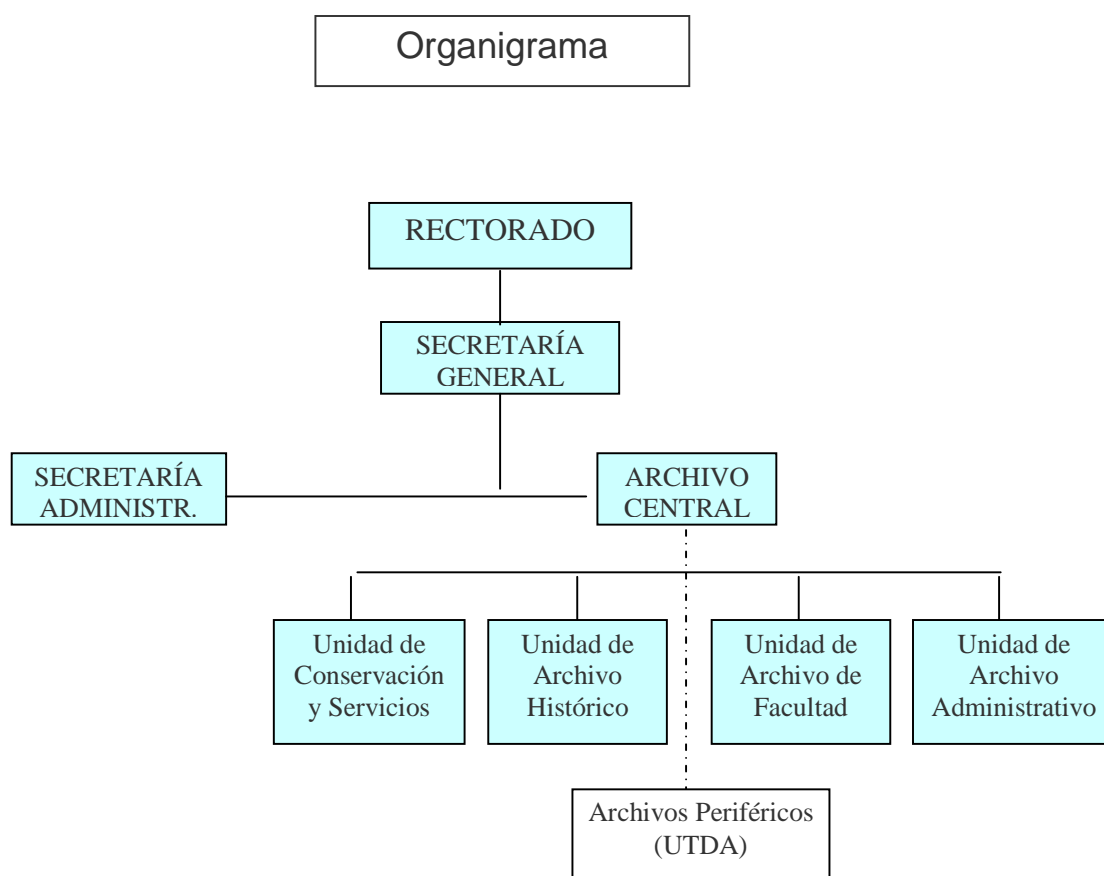 Organigrama
RECTORADO
SECRETARÍA
GENERAL
SECRETARÍA
ADMINISTR.
ARCHIVO
CENTRAL
Unidad de
Conservación
y Servicios
Unidad de
Archivo
Histórico
Unidad de
Archivo de
Facultad
Unidad de
Archivo
Administrativo
Archivos Periféricos
(UTDA)